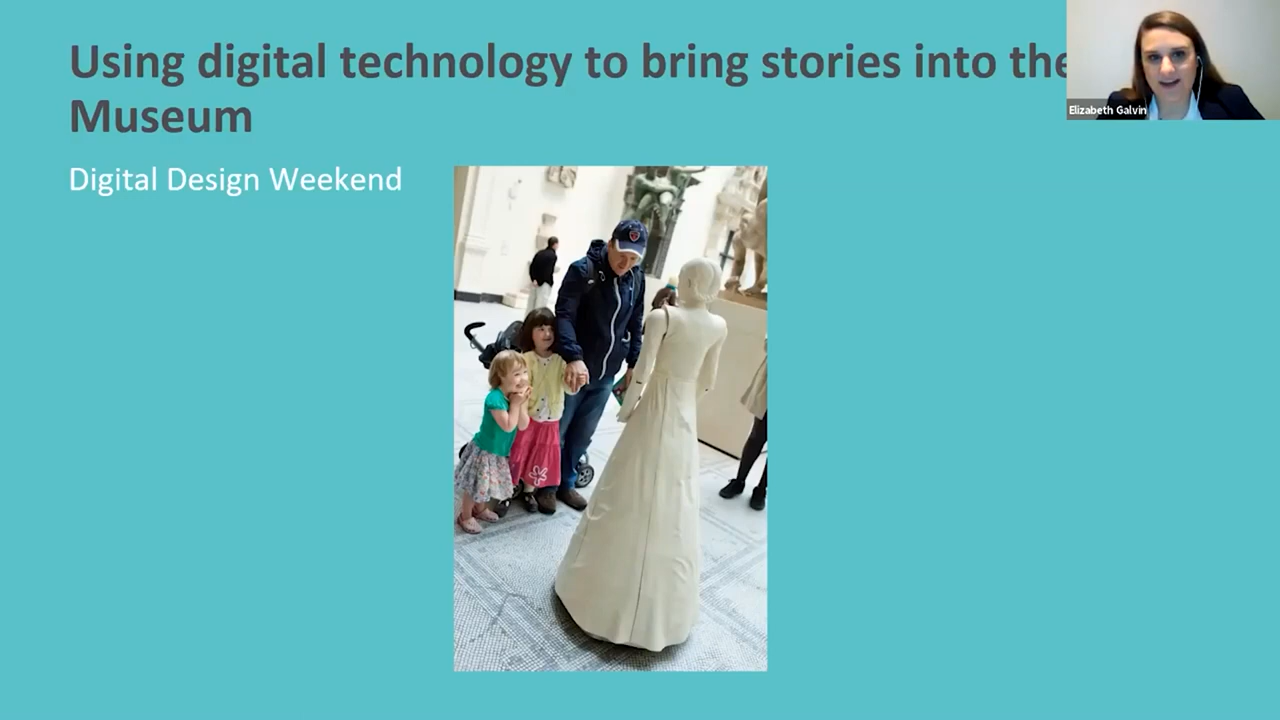 Using digital technology to bring stories into the
Museum
Elizabeth Galvin
Digital Design Weekend